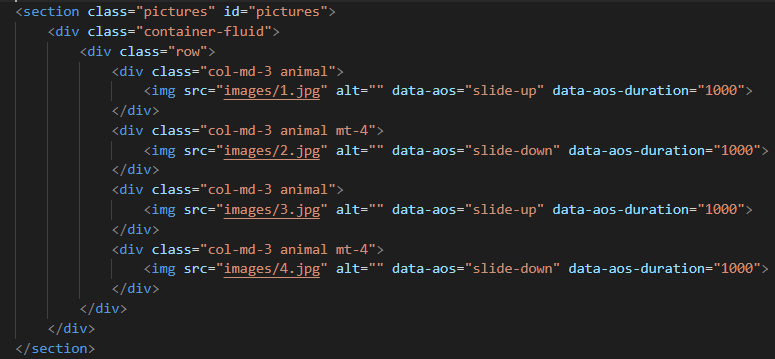 <section class="pictures" id="pictures">
    <div class="container-fluid">
        <div class="row">
            <div class="col-md-3 animal">
                <img src="images/1.jpg" alt="" data-aos="slide-up" data-aos-duration="1000">
            </div>
            <div class="col-md-3 animal mt-4">
                <img src="images/2.jpg" alt="" data-aos="slide-down" data-aos-duration="1000">
            </div>
            <div class="col-md-3 animal">
                <img src="images/3.jpg" alt="" data-aos="slide-up" data-aos-duration="1000">
            </div>
            <div class="col-md-3 animal mt-4">
                <img src="images/4.jpg" alt="" data-aos="slide-down" data-aos-duration="1000">
            </div>
        </div>
    </div>
</section>